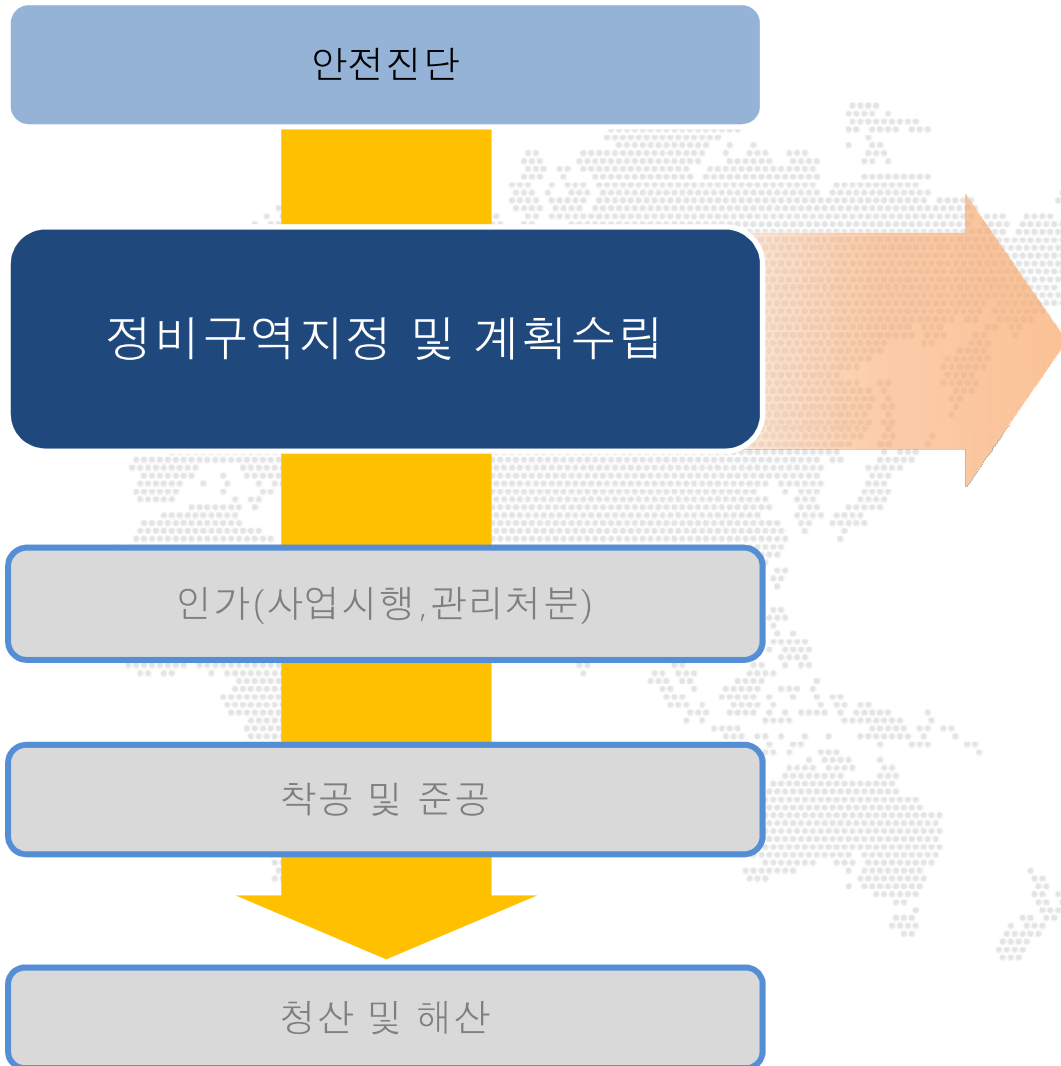 안전진단
정비구역지정 및 계획수립
인가(사업시행,관리처분)
착공 및 준공
청산 및 해산